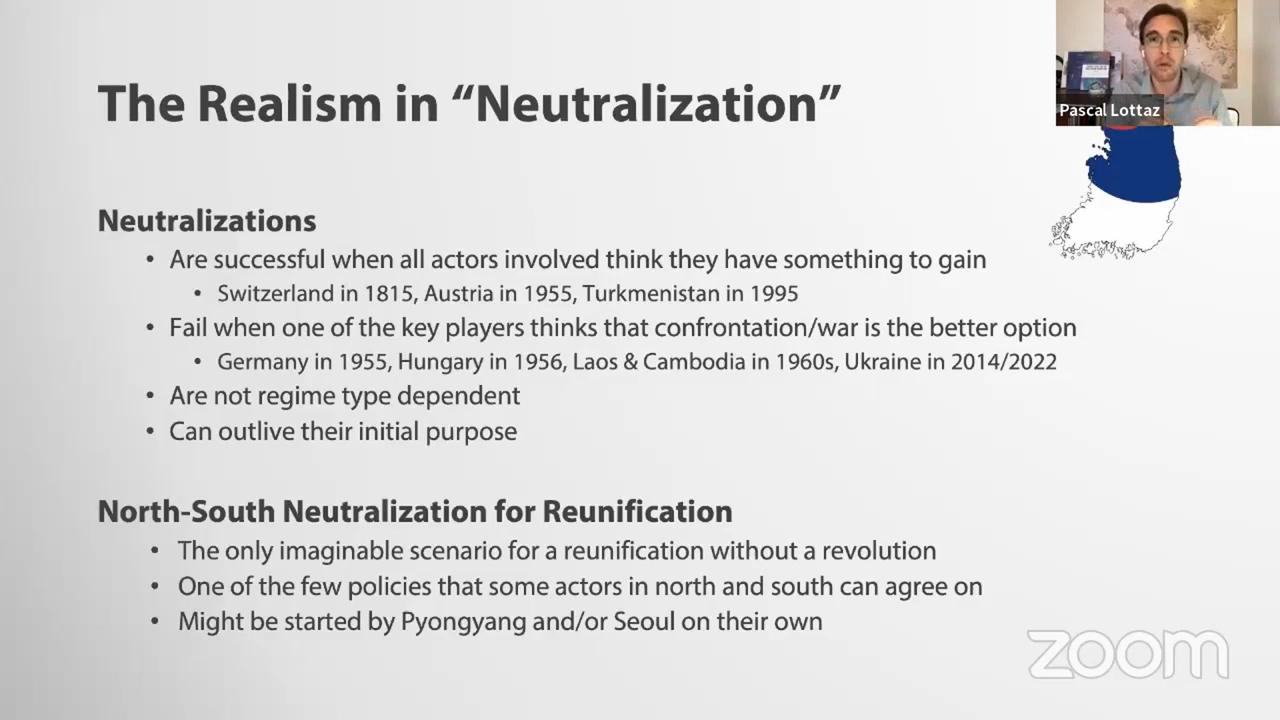 The Realism in “Neutralization”
Pascal Lottaz
Neutralizations
• Are successful when all actors involved think they have something to gain
• Switzerland in 1815, Austria in 1955, Turkmenistan in 1995
• Fail when one of the key players thinks that confrontation/war is the better option
• Germany in 1955, Hungary in 1956, Laos & Cambodia in 1960s, Ukraine in 2014/2022
• Are not regime type dependent
• Can outlive their initial purpose
North-South Neutralization for Reunification
• The only imaginable scenario for a reunification without a revolution
• One of the few policies that some actors in north and south can agree on
• Might be started by Pyongyang and/or Seoul on their own
zoom